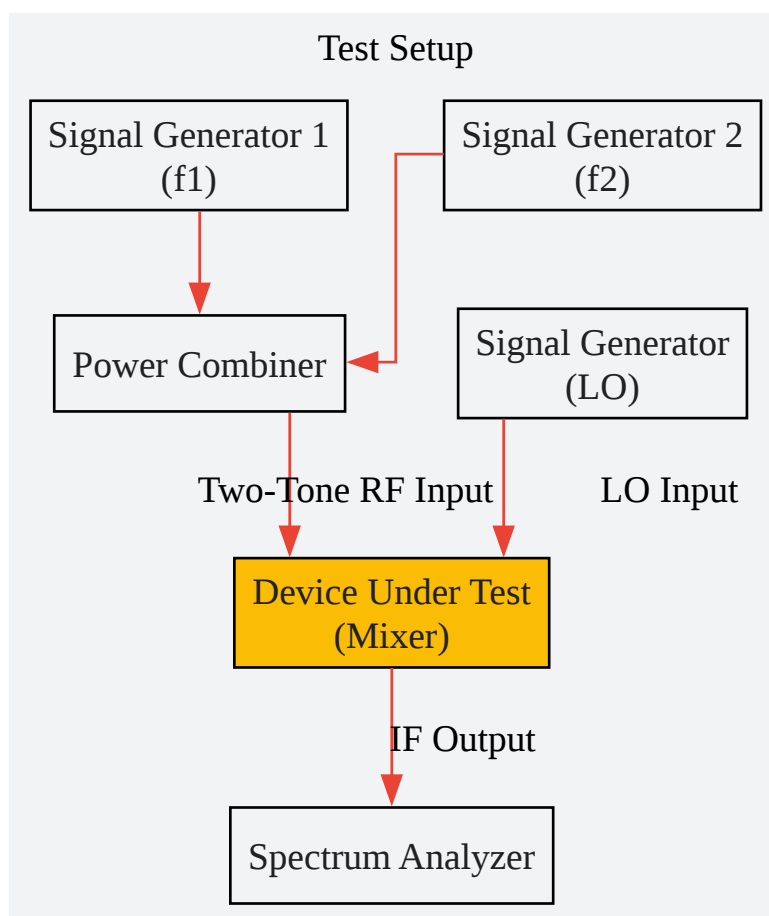 Test Setup
Signal Generator 1
(f1)
Signal Generator 2
(f2)
Power Combiner
Signal Generator
(LO)
Two-Tone RF Input
LO Input
Device Under Test
(Mixer)
IF Output
Spectrum Analyzer